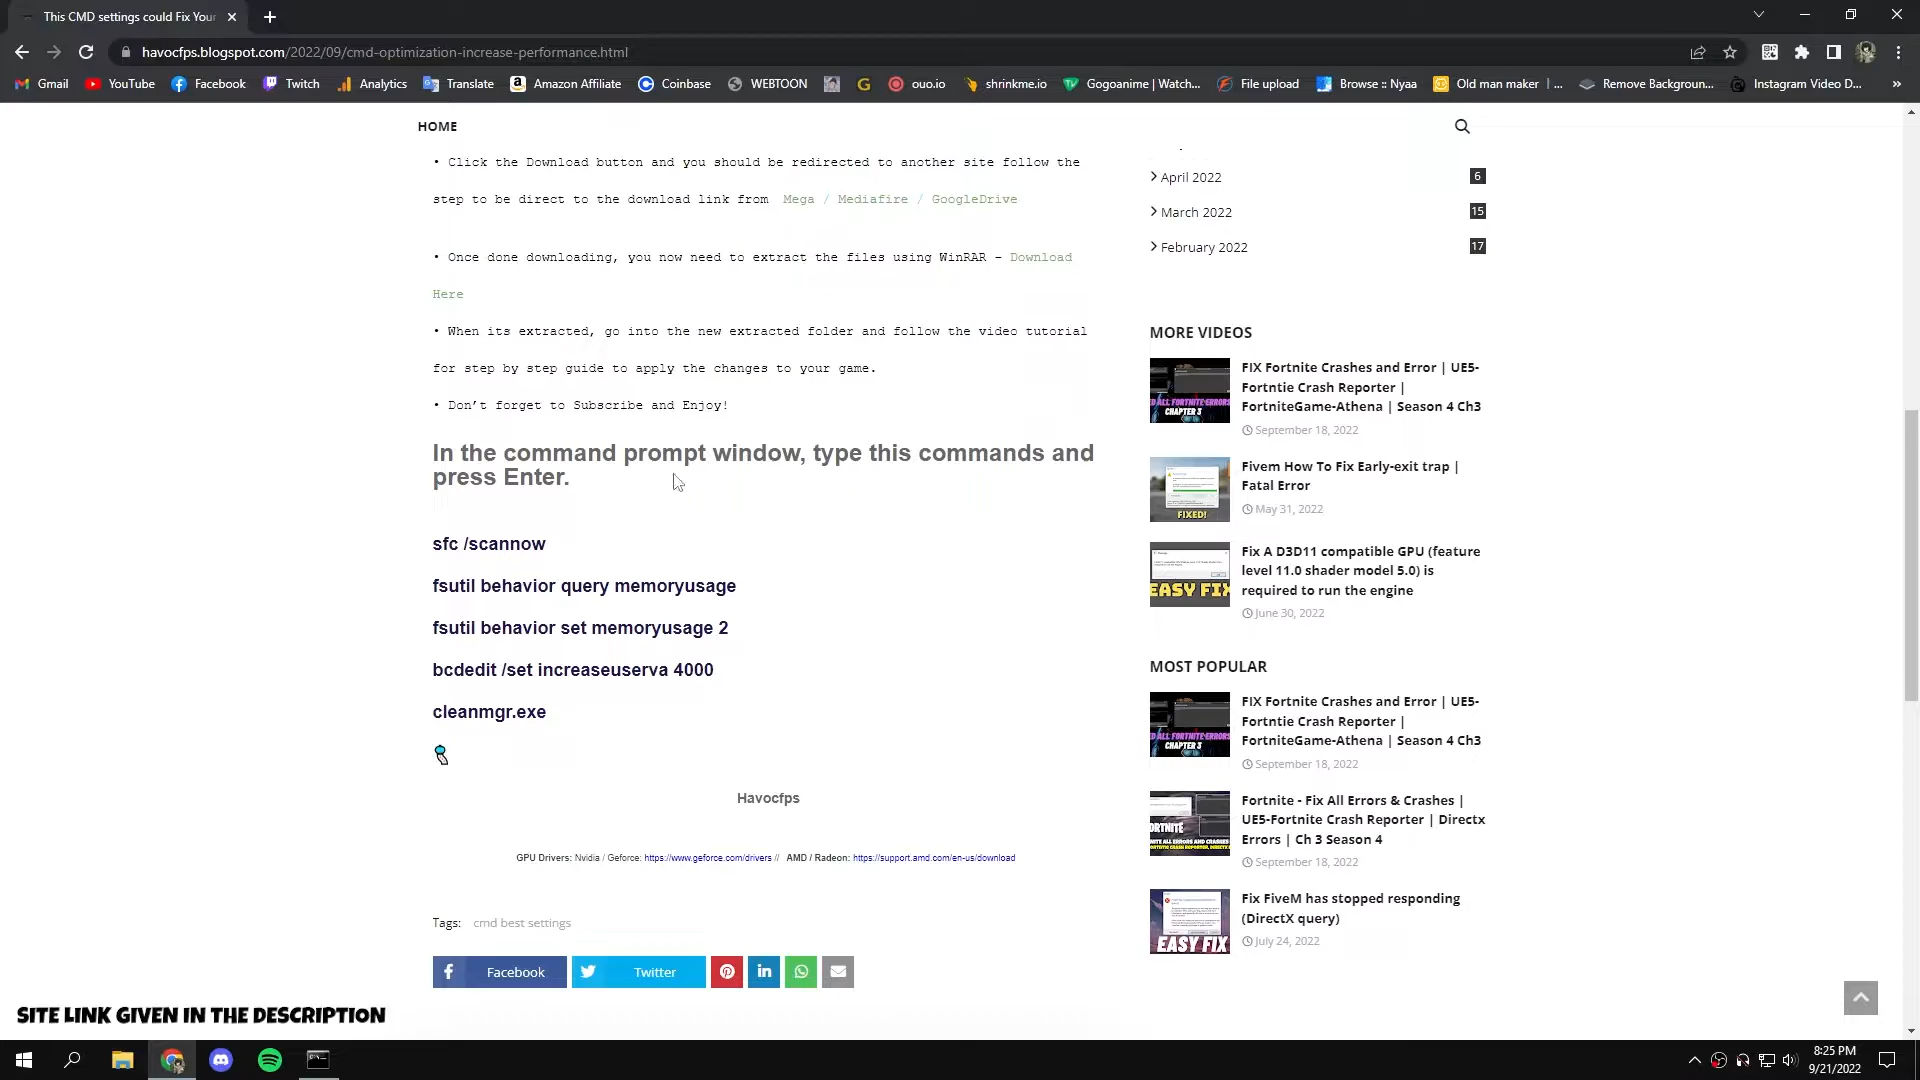 This CMD settings could Fix Your
havocfps.blogspot.com/2022/09/cmd-optimization-increase-performance.html
Gmail
YouTube
Facebook
Twitch
Analytics
Translate
Amazon Affiliate
Coinbase
WEBTOON
ouo.io
shrinkme.io
Gogoanime | Watch...
File upload
Browse :: Nyaa
Old man maker | ...
Remove Backgroun...
Instagram Video D...
»
HOME
• Click the Download button and you should be redirected to another site follow the
step to be direct to the download link from Mega / Mediafire / GoogleDrive
• Once done downloading, you now need to extract the files using WinRAR – Download
Here
• When its extracted, go into the new extracted folder and follow the video tutorial
for step by step guide to apply the changes to your game.
• Don't forget to Subscribe and Enjoy!
In the command prompt window, type this commands and
press Enter.
sfc /scannow
fsutil behavior query memoryusage
fsutil behavior set memoryusage 2
bcdedit /set increaseuserva 4000
cleanmgr.exe
Havocfps
GPU Drivers: Nvidia / Geforce: https://www.geforce.com/drivers // AMD / Radeon: https://support.amd.com/en-us/download
Tags: cmd best settings
Facebook
Twitter
April 2022 6
March 2022 15
February 2022 17
MORE VIDEOS
FIX Fortnite Crashes and Error | UE5-
Fortntie Crash Reporter |
FortniteGame-Athena | Season 4 Ch3
September 18, 2022
CHAPTER 3
Fivem How To Fix Early-exit trap |
Fatal Error
May 31, 2022
FIXED!
Fix A D3D11 compatible GPU (feature
level 11.0 shader model 5.0) is
required to run the engine
June 30, 2022
EASY FIX
MOST POPULAR
FIX Fortnite Crashes and Error | UE5-
Fortntie Crash Reporter |
FortniteGame-Athena | Season 4 Ch3
September 18, 2022
CHAPTER 3
Fortnite - Fix All Errors & Crashes |
UE5-Fortnite Crash Reporter | Directx
Errors | Ch 3 Season 4
September 18, 2022
Fix FiveM has stopped responding
(DirectX query)
July 24, 2022
EASY FIX
SITE LINK GIVEN IN THE DESCRIPTION
8:25 PM
9/21/2022